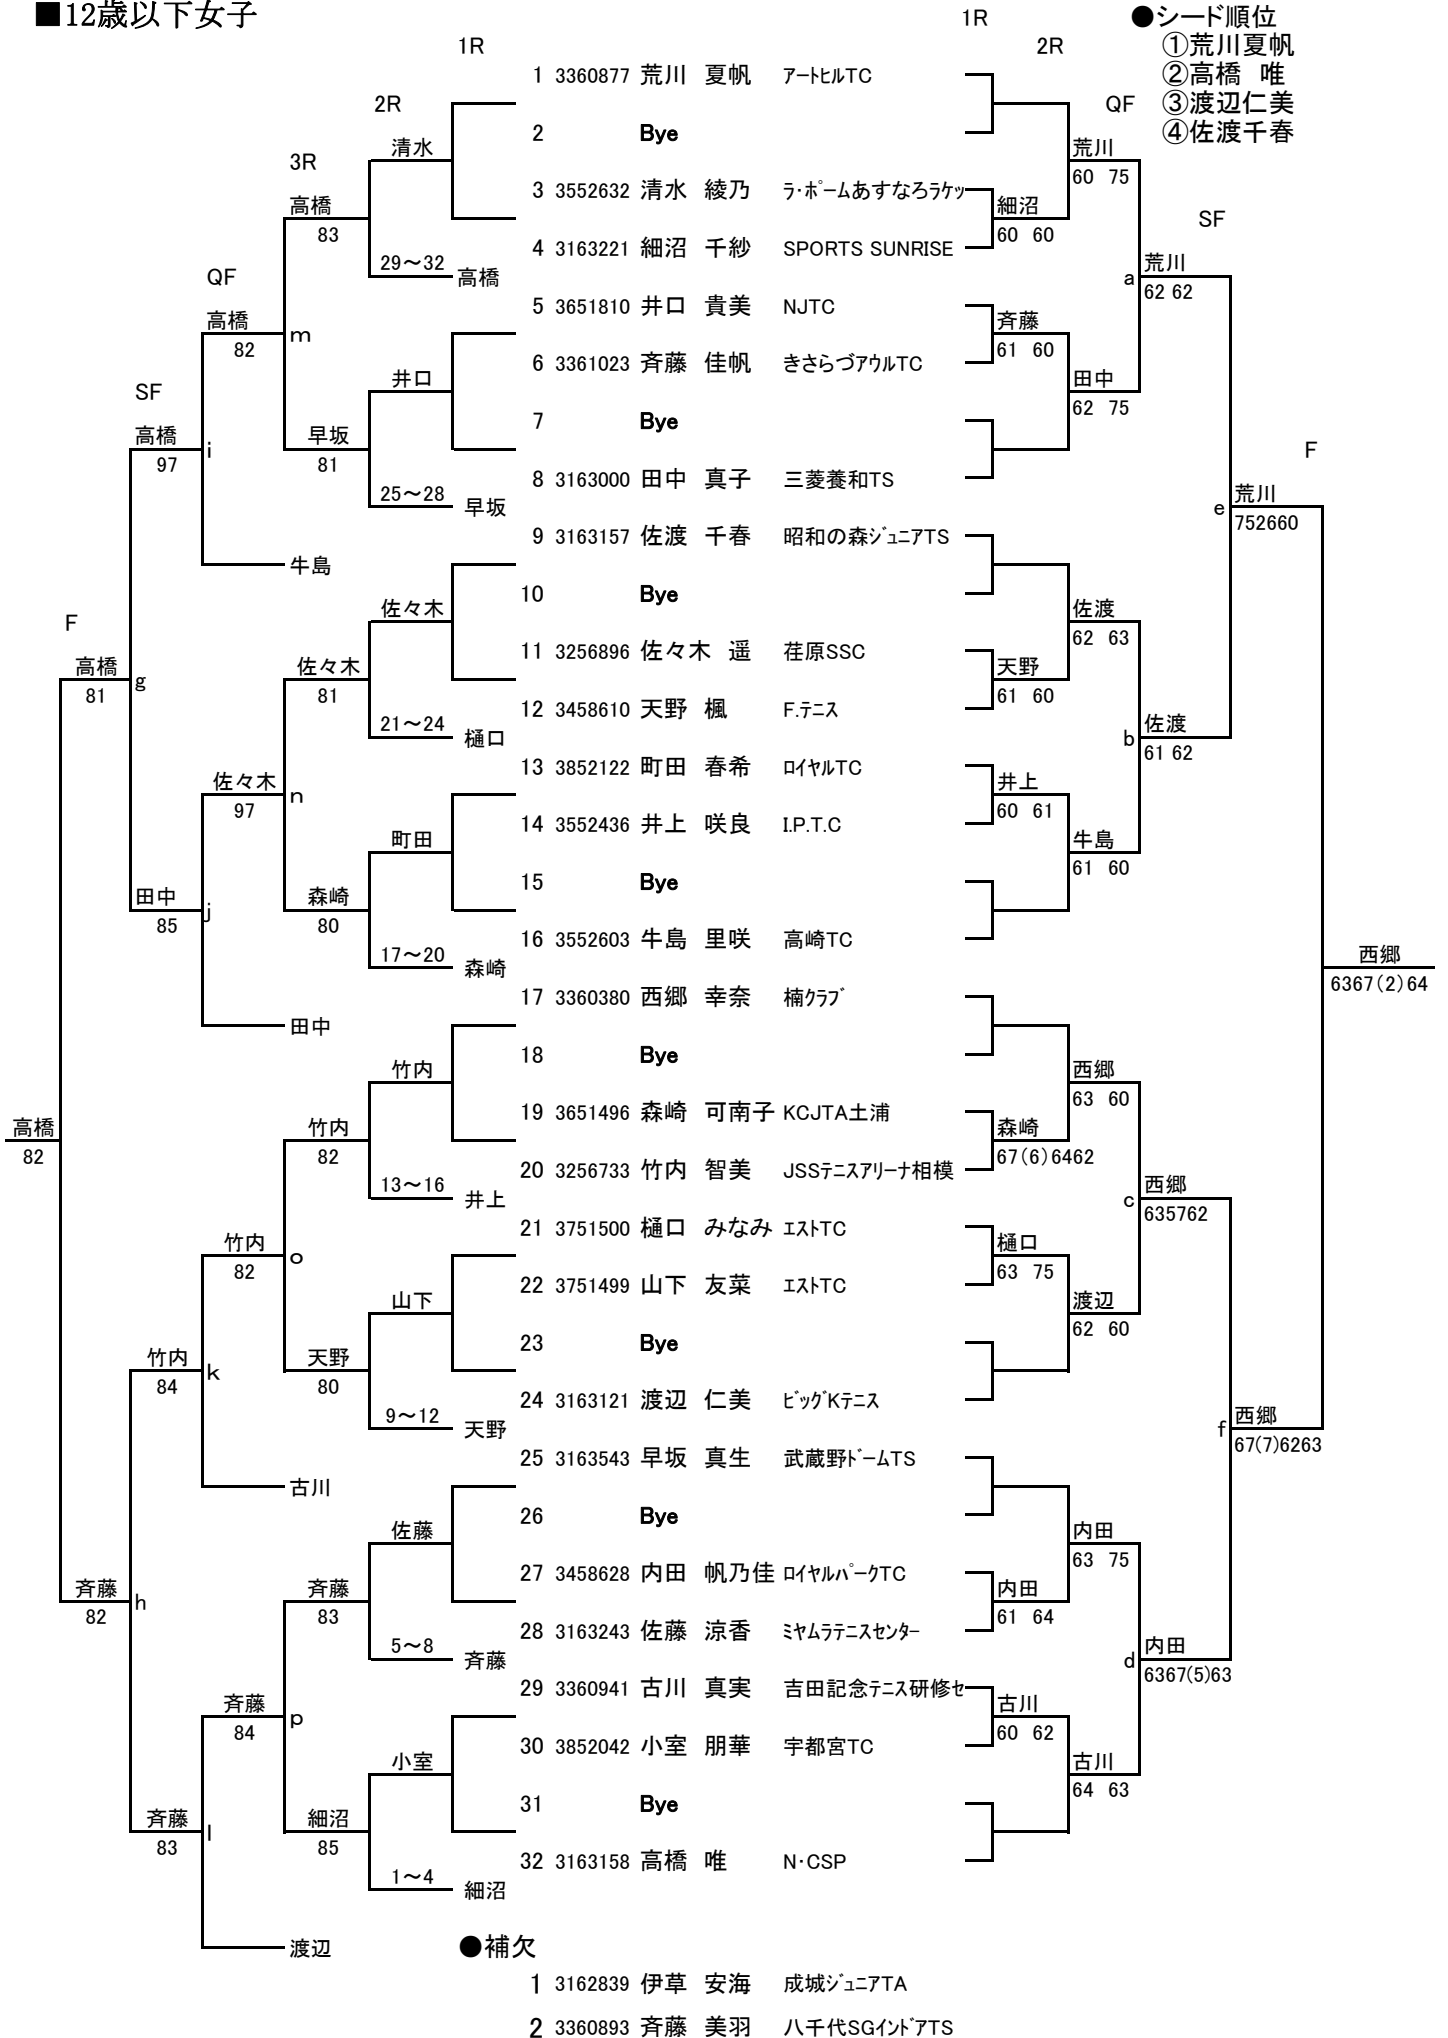 ■12歳以下女子
1R
●シード順位
1R
2R
①荒川夏帆
②高橋 唯
③渡辺仁美
④佐渡千春
1 3360877 荒川 夏帆 アートヒルTC
2R
QF
2 Bye
清水
荒川
3R
60 75
3 3552632 清水 綾乃 ラ・ポームあすなろラケッ
高橋
細沼
83
60 60
SF
4 3163221 細沼 千紗 SPORTS SUNRISE
29～32
高橋
荒川
QF
a
62 62
5 3651810 井口 貴美 NJTC
高橋
斉藤
m
82
61 60
6 3361023 斉藤 佳帆 きさらづアウルTC
井口
田中
SF
62 75
7 Bye
高橋
早坂
i
F
97
81
8 3163000 田中 真子 三菱養和TS
25～28
早坂
荒川
e
752660
9 3163157 佐渡 千春 昭和の森ジュニアTS
牛島
10 Bye
佐々木
佐渡
F
62 63
11 3256896 佐々木 遥 荏原SSC
高橋
佐々木
天野
g
81
81
61 60
12 3458610 天野 楓 F.テニス
21～24
樋口
佐渡
b
61 62
13 3852122 町田 春希 ロイヤルTC
佐々木
井上
n
97
60 61
14 3552436 井上 咲良 I.P.T.C
町田
牛島
61 60
15 Bye
田中
森崎
j
85
80
16 3552603 牛島 里咲 高崎TC
17～20
森崎
西郷
6367(2)64
17 3360380 西郷 幸奈 楠クラブ
田中
18 Bye
竹内
西郷
63 60
19 3651496 森崎 可南子 KCJTA土浦
高橋
竹内
森崎
82
82
67(6)6462
20 3256733 竹内 智美 JSSテニスアリーナ相模
13～16
井上
西郷
c
635762
21 3751500 樋口 みなみ エストTC
竹内
樋口
o
82
63 75
22 3751499 山下 友菜 エストTC
山下
渡辺
62 60
23 Bye
竹内
天野
k
84
80
24 3163121 渡辺 仁美 ビッグKテニス
9～12
天野
西郷
f
67(7)6263
25 3163543 早坂 真生 武蔵野ドームTS
古川
26 Bye
佐藤
内田
63 75
27 3458628 内田 帆乃佳 ロイヤルパークTC
斉藤
斉藤
内田
h
82
83
61 64
28 3163243 佐藤 涼香 ミヤムラテニスセンター
5～8
斉藤
内田
d
6367(5)63
29 3360941 古川 真実 吉田記念テニス研修セ
斉藤
古川
p
84
60 62
30 3852042 小室 朋華 宇都宮TC
小室
古川
64 63
31 Bye
斉藤
細沼
l
83
85
32 3163158 高橋 唯 N・CSP
1～4
細沼
渡辺
●補欠
1 3162839 伊草 安海 成城ジュニアTA
2 3360893 斉藤 美羽 八千代SGインドアTS